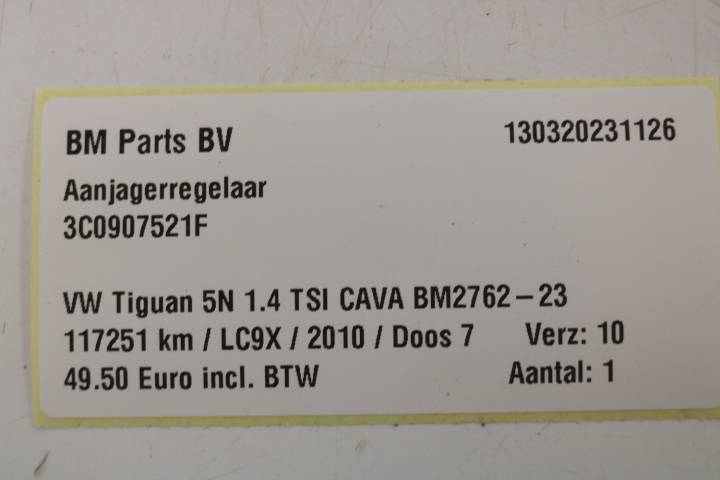 BM Parts BV 130320231126
Aanjagerregelaar
3C0907521F
VW Tiguan 5N 1.4 TSI CAVA BM2762-23
117251 km / LC9X / 2010 / Doos 7 Verz: 10
49.50 Euro incl. BTW Aantal: 1